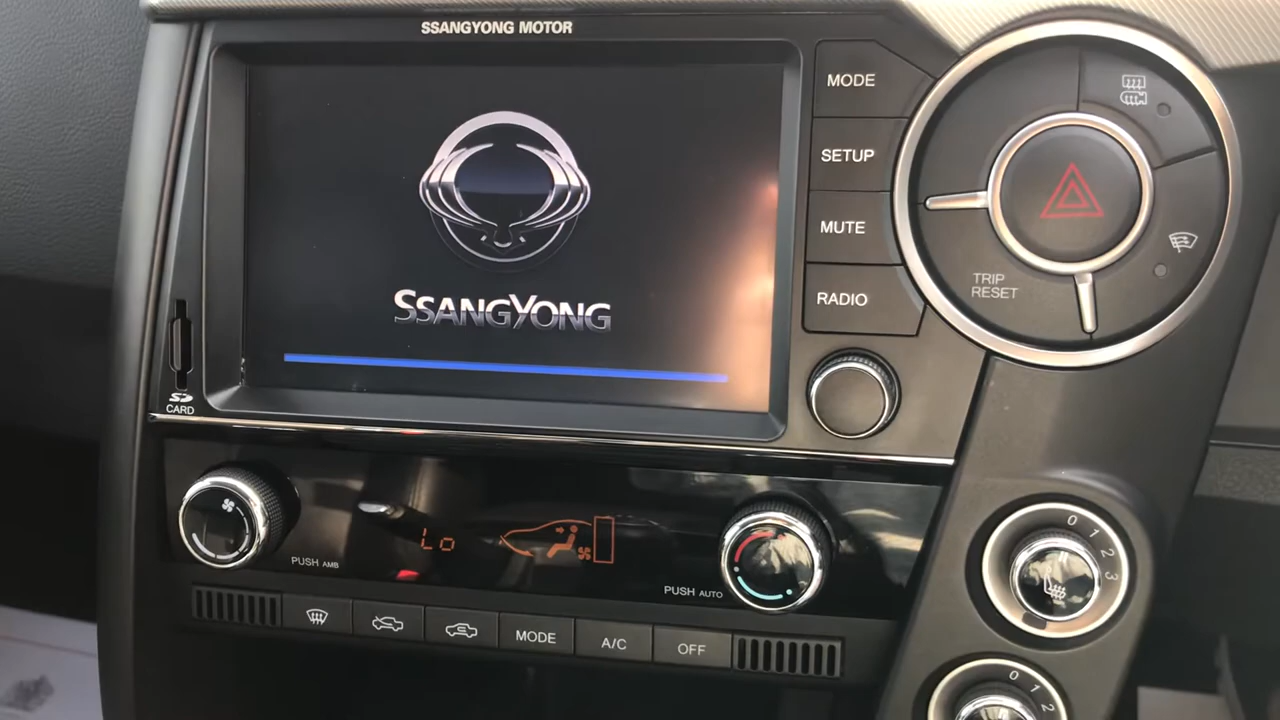 SSANGYONG MOTOR
SSANGYONG
MODE
SETUP
MUTE
RADIO
TRIP
RESET
SD
CARD
Lo
PUSH AMB
PUSH AUTO
MODE
A/C
OFF
0 1 2 3
0 1 2